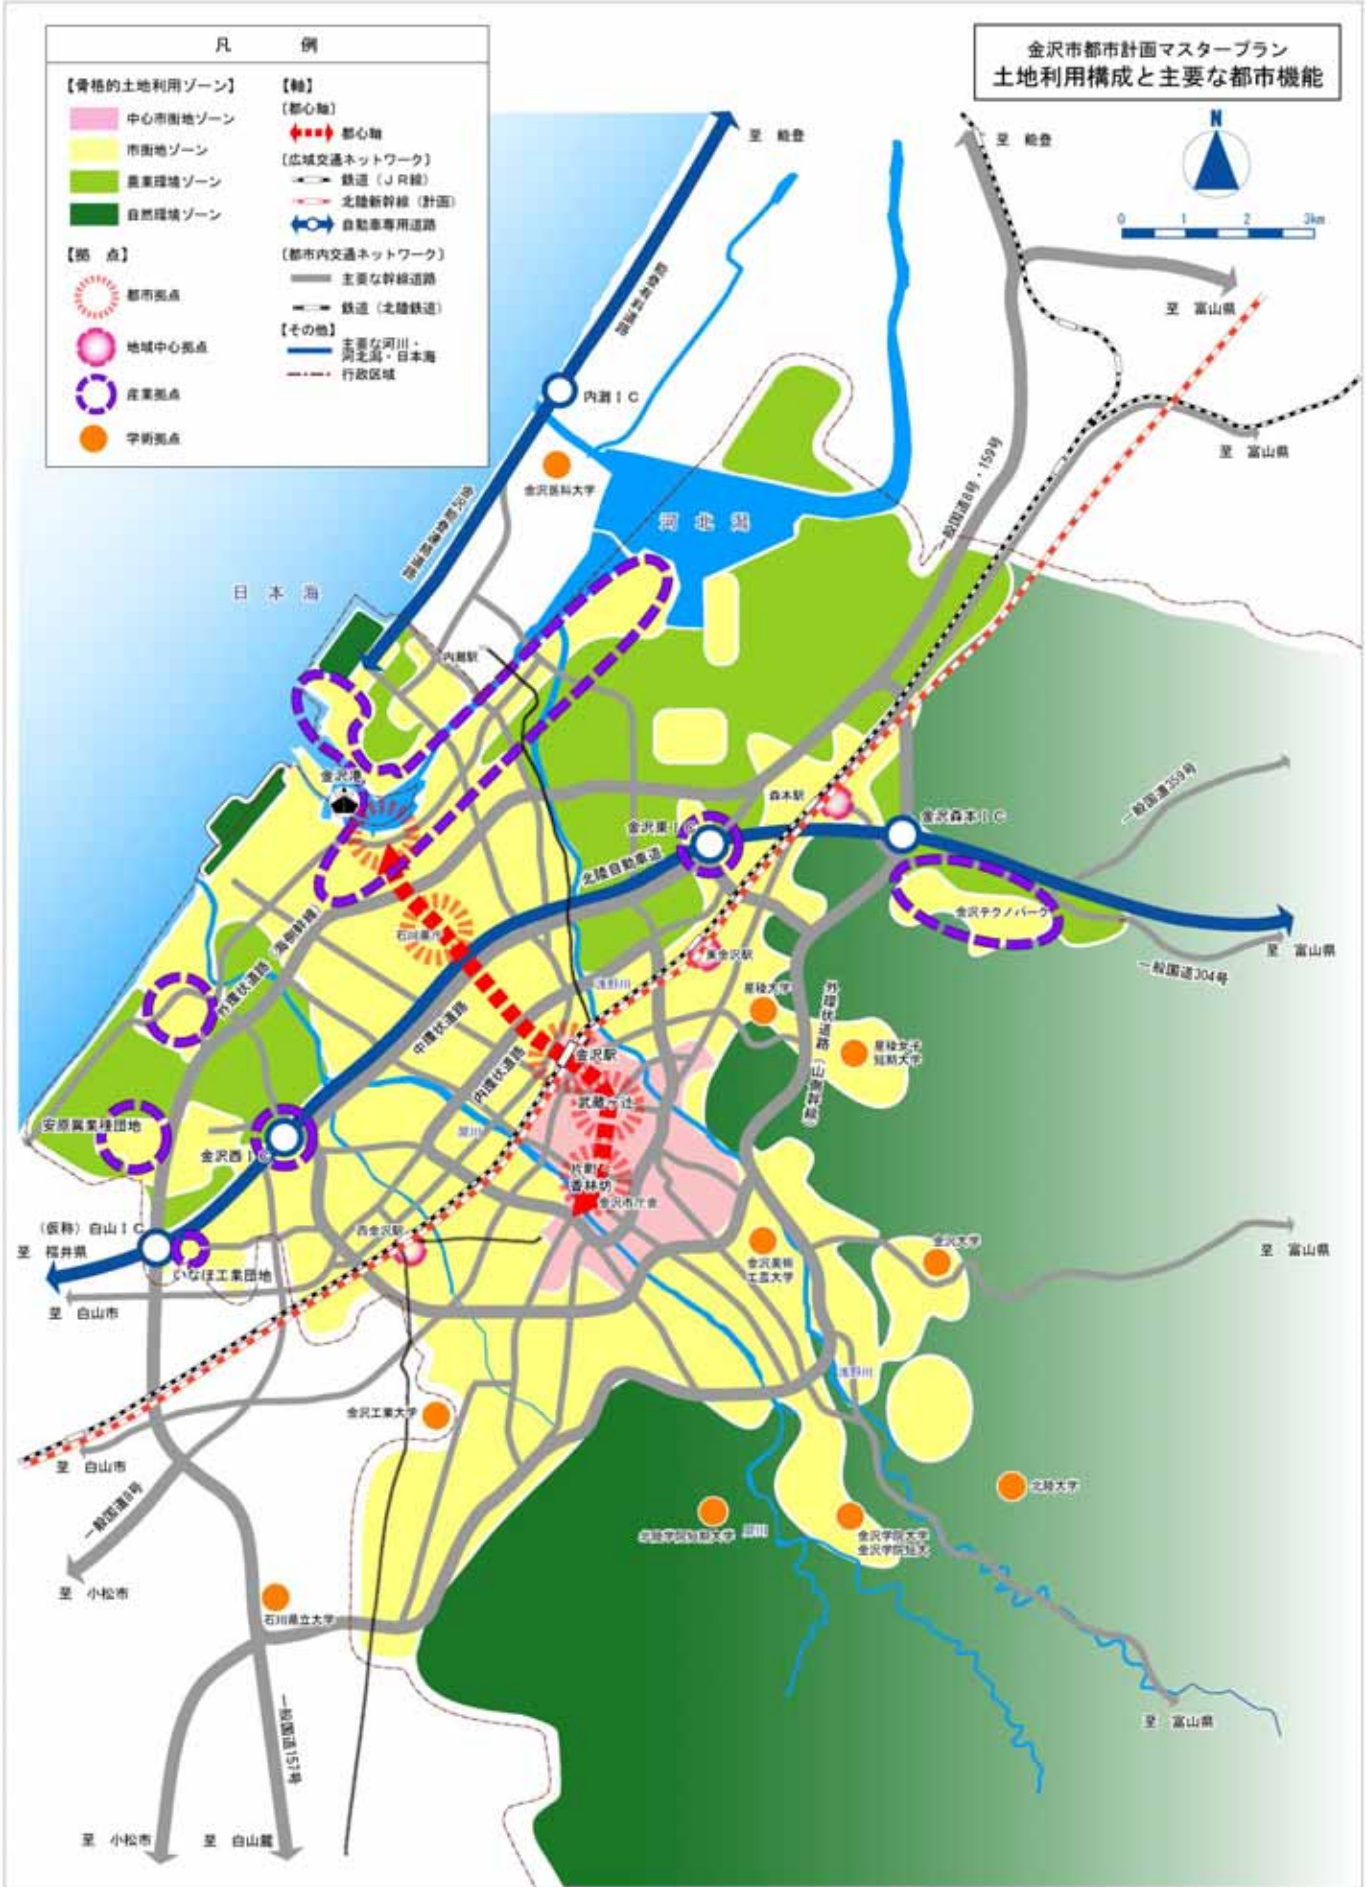 金沢市都市計画マスタープラン
土地利用構成と主要な都市機能
凡 例
【骨格的土地利用ゾーン】
中心市街地ゾーン
市街地ゾーン
農業環境ゾーン
自然環境ゾーン
【拠 点】
都市拠点
地域中心拠点
産業拠点
学術拠点
【軸】
〔都心軸〕
都心軸
〔広域交通ネットワーク〕
鉄道（ＪＲ線）
北陸新幹線（計画）
自動車専用道路
〔都市内交通ネットワーク〕
主要な幹線道路
鉄道（北陸鉄道）
【その他】
主要な河川・
河北潟・日本海
行政区域
N
0 1 2 3km
至 能登
至 能登
至 富山県
至 富山県
内灘ＩＣ
金沢医科大学
河 北 潟
一般国道8号・159号
日 本 海
内灘駅
金沢港
森本駅
金沢東ＩＣ
金沢森本ＩＣ
一般国道359号
北陸自動車道
金沢テクノパーク
石川県庁
至 富山県
一般国道304号
東金沢駅
外環状道路（海側幹線）
浅野川
星稜大学
外環状道路（山側幹線）
中環状道路
星稜女子
短期大学
金沢駅
内環状道路
武蔵ヶ辻
犀川
安原異業種団地
金沢西ＩＣ
片町・
香林坊
金沢市庁舎
（仮称）白山ＩＣ
西金沢駅
至 福井県
いなほ工業団地
金沢美術
工芸大学
金沢大学
至 富山県
至 白山市
浅野川
金沢工業大学
至 白山市
一般国道8号
北陸大学
北陸学院短期大学
犀川
金沢学院大学
金沢学院短大
至 小松市
石川県立大学
一般国道157号
至 富山県
至 小松市
至 白山麓